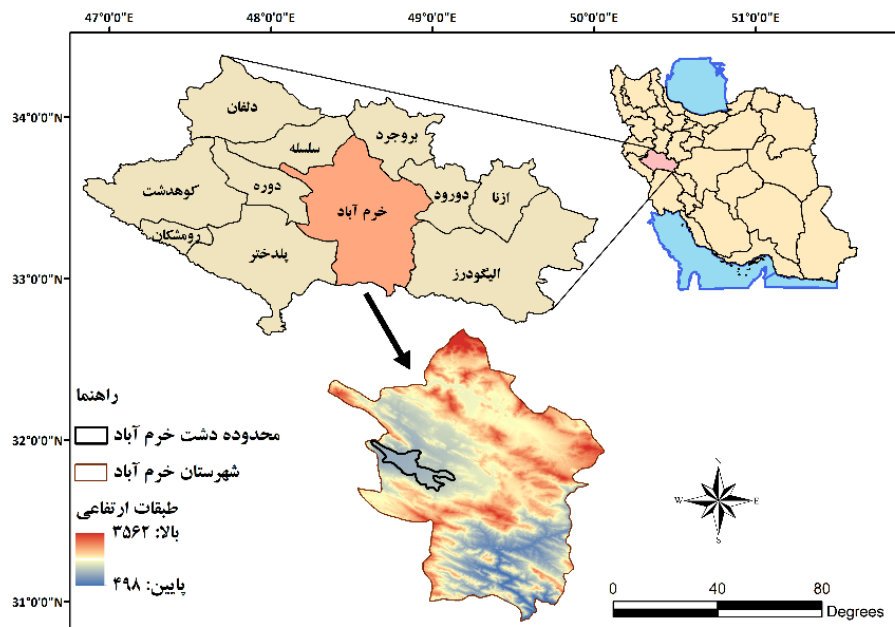 47°0'0"E
48°0'0"E
49°0'0"E
50°0'0"E
51°0'0"E
34°0'0"N
33°0'0"N
32°0'0"N
31°0'0"N
دلفان
بروجرد
سلسله
کوهدشت
دوره
خرم آباد
دورود
ازنا
رومشکان
پلدختر
الیگودرز
راهنما
محدوده دشت خرم آباد
شهرستان خرم آباد
طبقات ارتفاعی
بالا: ۳۵۶۲
پایین: ۴۹۸
N
W
E
S
0 40 80
Degrees